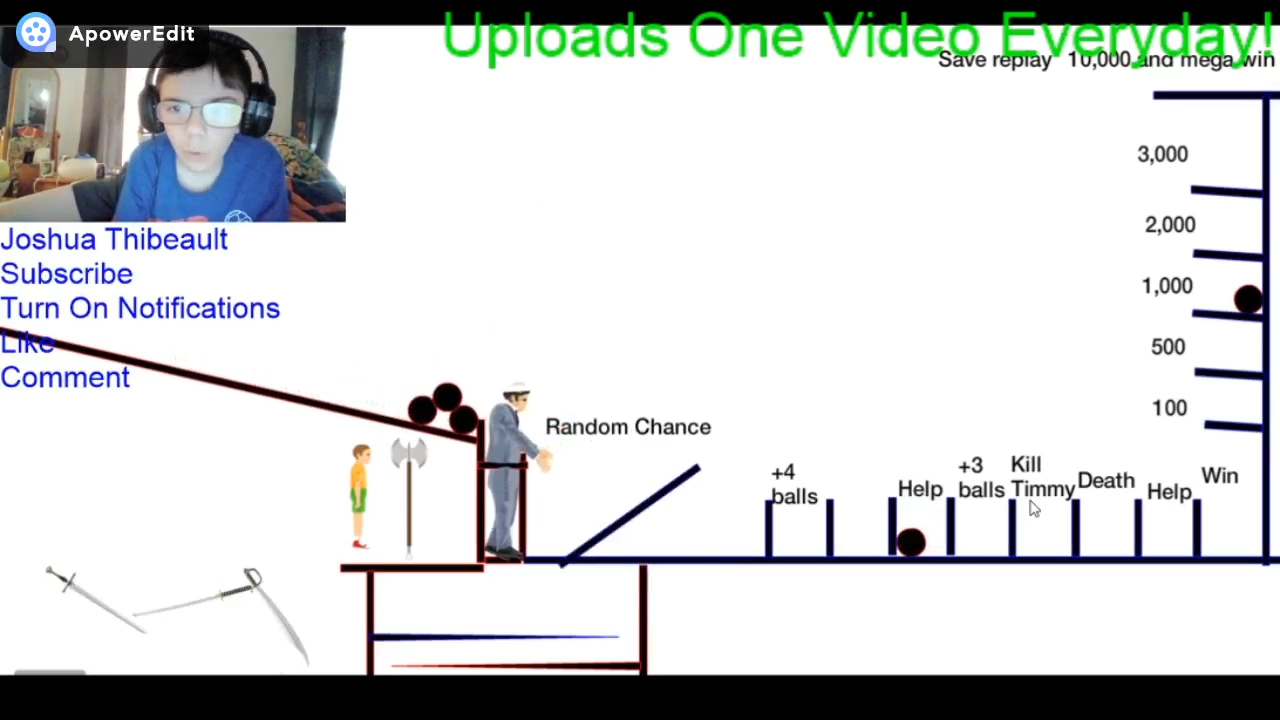 ApowerEdit
Uploads One Video Everyday!
Save replay 10,000 and mega win
3,000
2,000
1,000
500
100
Joshua Thibeault
Subscribe
Turn On Notifications
Like
Comment
Random Chance
+4
balls
Help
+3
balls
Kill
Timmy
Death
Help
Win